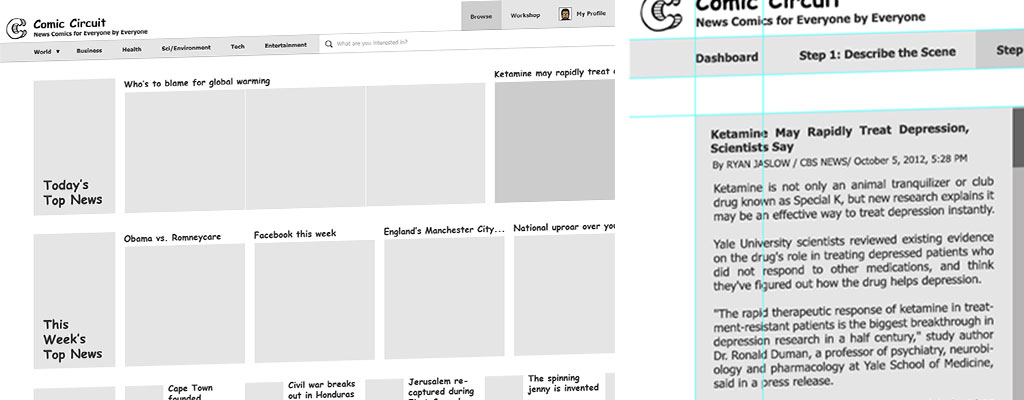 Comic Circuit
News Comics for Everyone by Everyone
Browse
Workshop
My Profile
World ▼
Business
Health
Sci/Environment
Tech
Entertainment
What are you interested in?
Who's to blame for global warming
Ketamine may rapidly treat
Today's
Top News
Obama vs. Romneycare
Facebook this week
England's Manchester City...
National uproar over you
This
Week's
Top News
Cape Town
founded
Civil war breaks
out in Honduras
Jerusalem re-
captured during
The spinning
jenny is invented
Comic Circuit
News Comics for Everyone by Everyone
Dashboard
Step 1: Describe the Scene
Step
Ketamine May Rapidly Treat Depression,
Scientists Say
By RYAN JASLOW / CBS NEWS/ October 5, 2012, 5:28 PM
Ketamine is not only an animal tranquilizer or club
drug known as Special K, but new research explains it
may be an effective way to treat depression instantly.
Yale University scientists reviewed existing evidence
on the drug's role in treating depressed patients who
did not respond to other medications, and think
they've figured out how the drug helps depression.
"The rapid therapeutic response of ketamine in treat-
ment-resistant patients is the biggest breakthrough in
depression research in a half century," study author
Dr. Ronald Duman, a professor of psychiatry, neurobi-
ology and pharmacology at Yale School of Medicine,
said in a press release.